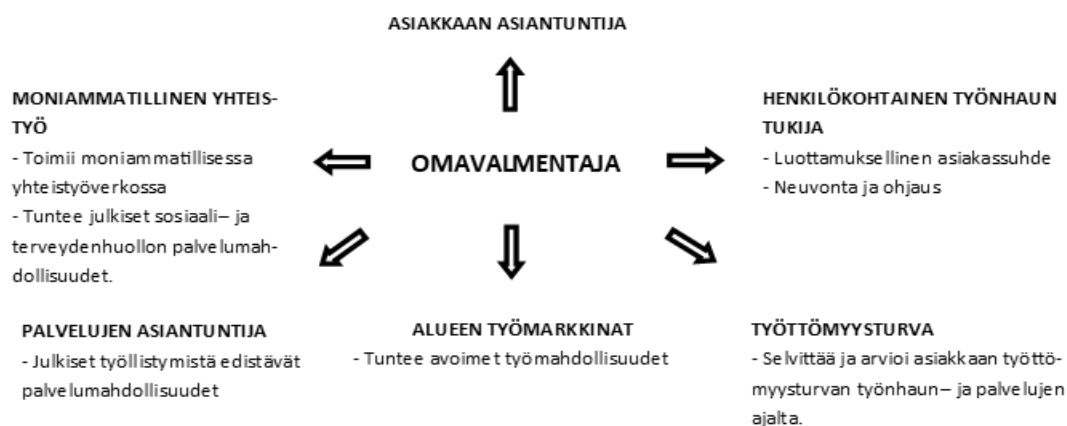 ASIAKKAAN ASIANTUNTIJA
MONIAMMATILLINEN YHTEIS-
TYÖ
- Toimii moniammatillisessa
yhteistyöverkossa
- Tuntee julkiset sosiaali– ja
terveydenhuollon palvelumah-
dollisuudet.
OMAVALMENTAJA
HENKILÖKOHTAINEN TYÖNHAUN
TUKIJA
- Luottamuksellinen asiakassuhde
- Neuvonta ja ohjaus
PALVELUJEN ASIANTUNTIJA
- Julkiset työllistymistä edistävät
palvelumahdollisuudet
ALUEEN TYÖMARKKINAT
- Tuntee avoimet työmahdollisuudet
TYÖTTÖMYYSTURVA
- Selvittää ja arvioi asiakkaan työttö-
myysturvan työnhaun– ja palvelujen
ajalta.